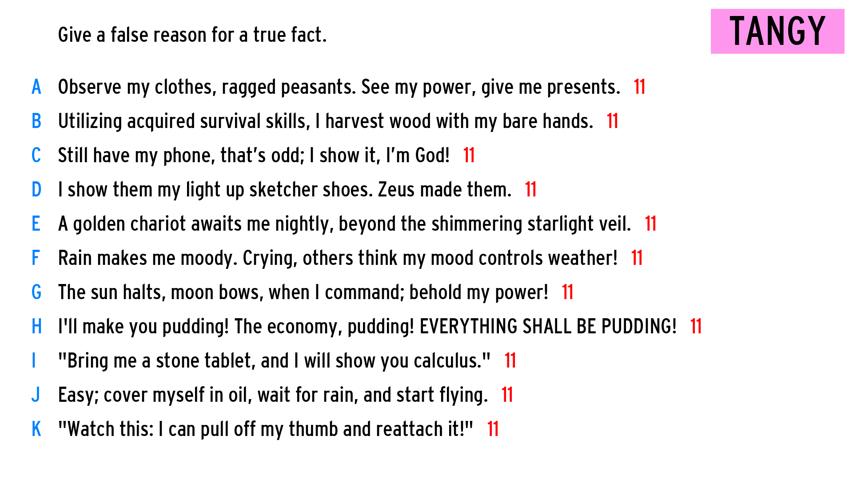 Give a false reason for a true fact.
TANGY
A Observe my clothes, ragged peasants. See my power, give me presents. 11
B Utilizing acquired survival skills, I harvest wood with my bare hands. 11
C Still have my phone, that's odd; I show it, I'm God! 11
D I show them my light up sketcher shoes. Zeus made them. 11
E A golden chariot awaits me nightly, beyond the shimmering starlight veil. 11
F Rain makes me moody. Crying, others think my mood controls weather! 11
G The sun halts, moon bows, when I command; behold my power! 11
H I'll make you pudding! The economy, pudding! EVERYTHING SHALL BE PUDDING! 11
I "Bring me a stone tablet, and I will show you calculus." 11
J Easy; cover myself in oil, wait for rain, and start flying. 11
K "Watch this: I can pull off my thumb and reattach it!" 11